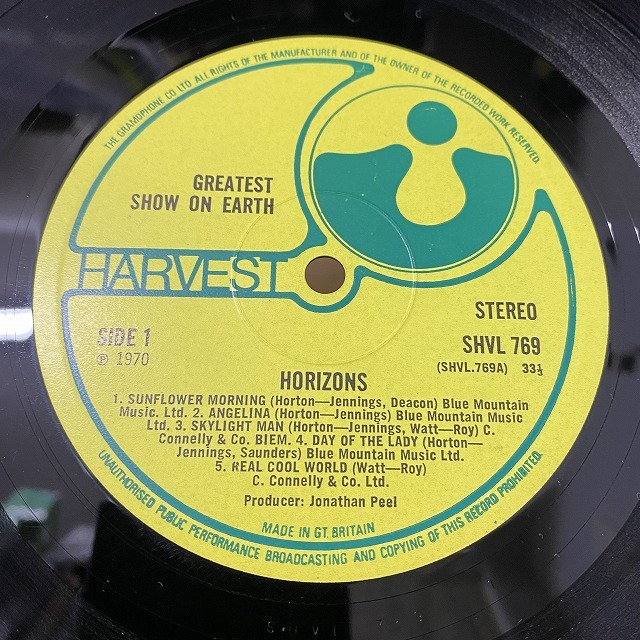 THE GRAMOPHONE CO LTD. ALL RIGHTS OF THE MANUFACTURER AND OF THE OWNER OF THE RECORDED WORK RESERVED.
GREATEST
SHOW ON EARTH
HARVEST
STEREO
SIDE 1
℗ 1970
SHVL 769
(SHVL.769A) 33⅓
HORIZONS
1. SUNFLOWER MORNING (Horton—Jennings, Deacon) Blue Mountain
Music. Ltd. 2. ANGELINA (Horton—Jennings) Blue Mountain Music
Ltd. 3. SKYLIGHT MAN (Horton—Jennings, Watt—Roy) C.
Connelly & Co. BIEM. 4. DAY OF THE LADY (Horton—
Jennings, Saunders) Blue Mountain Music Ltd.
5. REAL COOL WORLD (Watt—Roy)
C. Connelly & Co. Ltd.
Producer: Jonathan Peel
MADE IN GT. BRITAIN
UNAUTHORISED PUBLIC PERFORMANCE BROADCASTING AND COPYING OF THIS RECORD PROHIBITED.